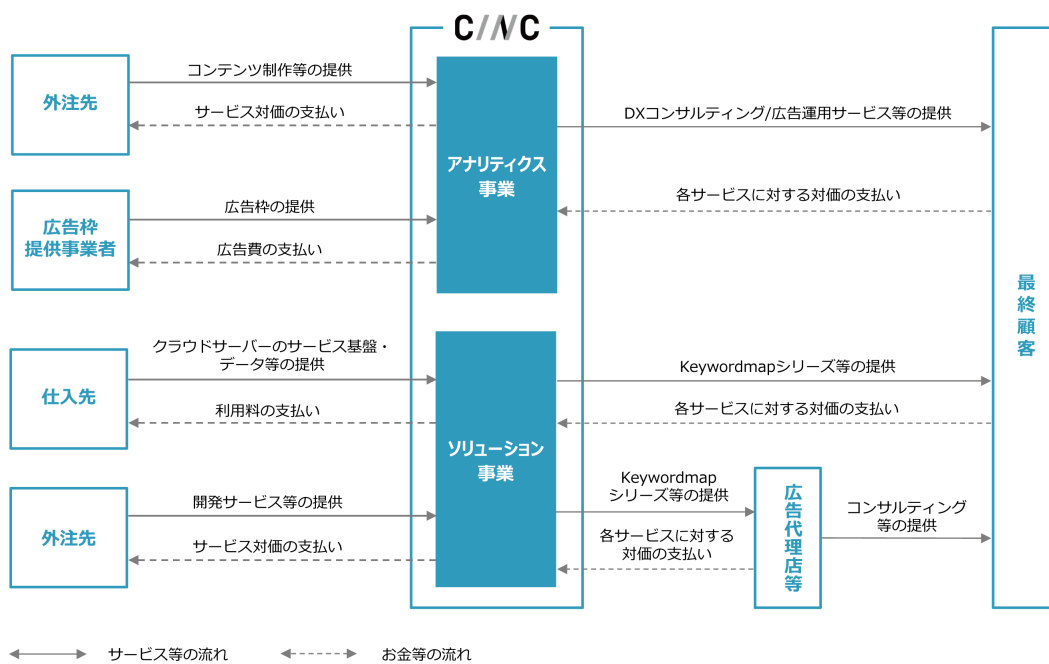 CINC
外注先
コンテンツ制作等の提供
サービス対価の支払い
広告枠
提供事業者
広告枠の提供
広告費の支払い
アナリティクス
事業
DXコンサルティング/広告運用サービス等の提供
各サービスに対する対価の支払い
最終顧客
仕入先
クラウドサーバーのサービス基盤・
データ等の提供
利用料の支払い
ソリューション
事業
Keywordmapシリーズ等の提供
各サービスに対する対価の支払い
外注先
開発サービス等の提供
サービス対価の支払い
Keywordmap
シリーズ等の提供
各サービスに対する
対価の支払い
広告代理店等
コンサルティング
等の提供
サービス等の流れ
お金等の流れ